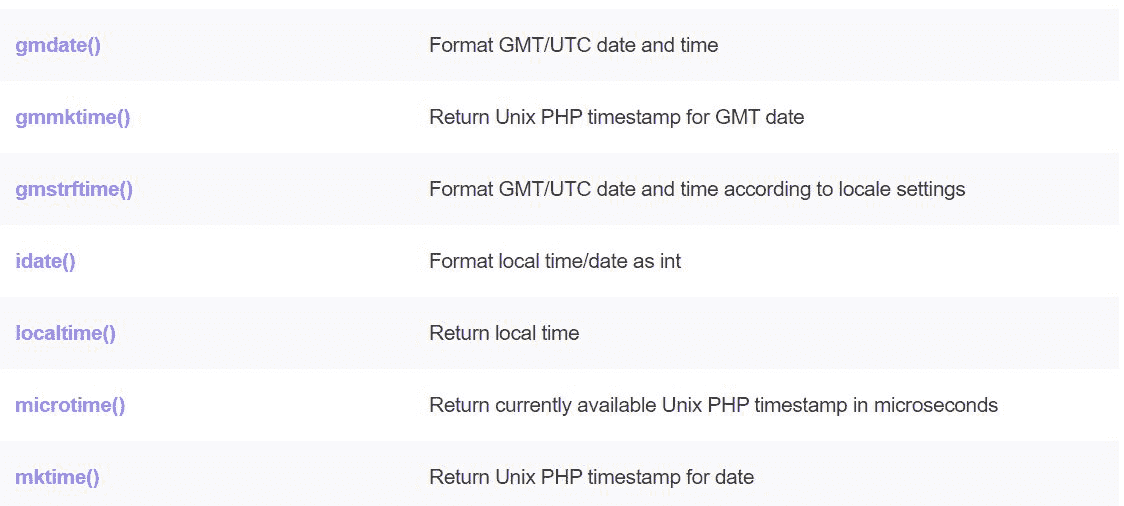 gmdate() Format GMT/UTC date and time
gmmktime() Return Unix PHP timestamp for GMT date
gmstrftime() Format GMT/UTC date and time according to locale settings
idate() Format local time/date as int
localtime() Return local time
microtime() Return currently available Unix PHP timestamp in microseconds
mktime() Return Unix PHP timestamp for date